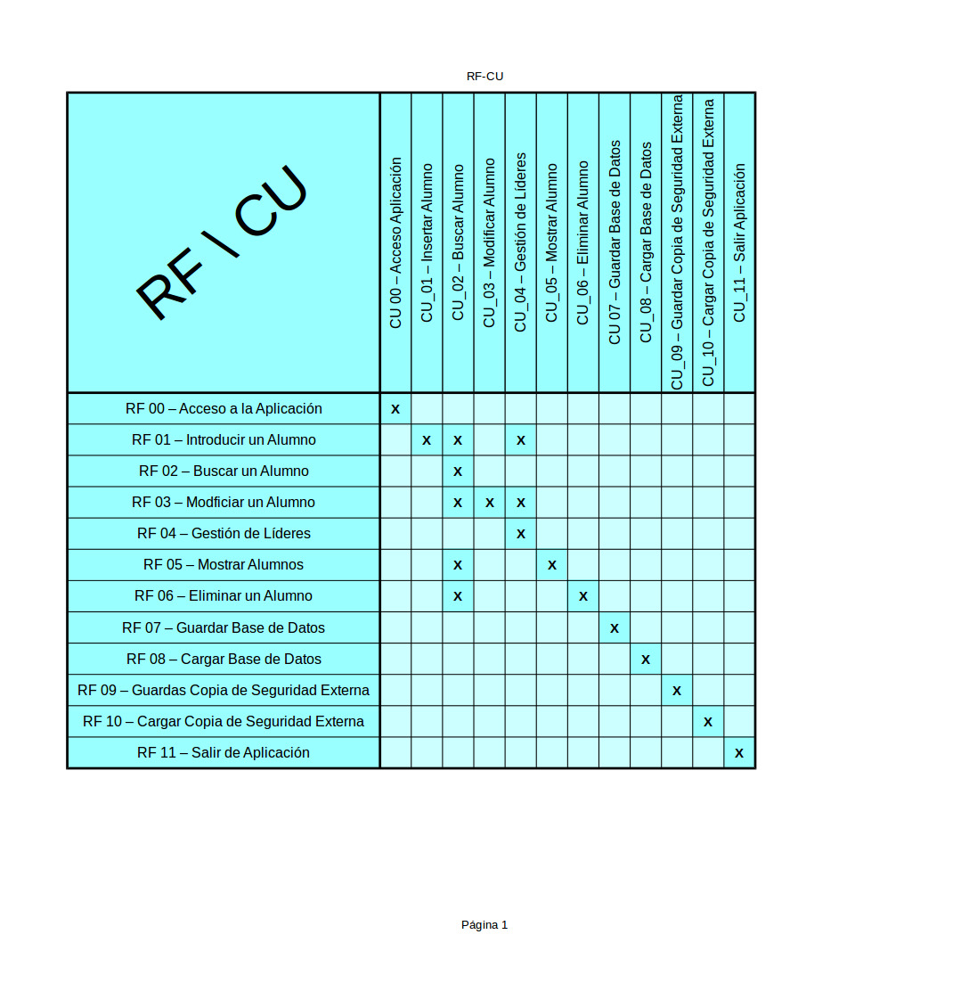 RF-CU
RF \ CU
CU 00 – Acceso Aplicación
CU_01 – Insertar Alumno
CU_02 – Buscar Alumno
CU_03 – Modificar Alumno
CU_04 – Gestión de Líderes
CU_05 – Mostrar Alumno
CU_06 – Eliminar Alumno
CU 07 – Guardar Base de Datos
CU_08 – Cargar Base de Datos
CU_09 – Guardar Copia de Seguridad Externa
CU_10 – Cargar Copia de Seguridad Externa
CU_11 – Salir Aplicación
RF 00 – Acceso a la Aplicación X
RF 01 – Introducir un Alumno X X X
RF 02 – Buscar un Alumno X
RF 03 – Modficiar un Alumno X X X
RF 04 – Gestión de Líderes X
RF 05 – Mostrar Alumnos X X
RF 06 – Eliminar un Alumno X X
RF 07 – Guardar Base de Datos X
RF 08 – Cargar Base de Datos X
RF 09 – Guardas Copia de Seguridad Externa X
RF 10 – Cargar Copia de Seguridad Externa X
RF 11 – Salir de Aplicación X
Página 1